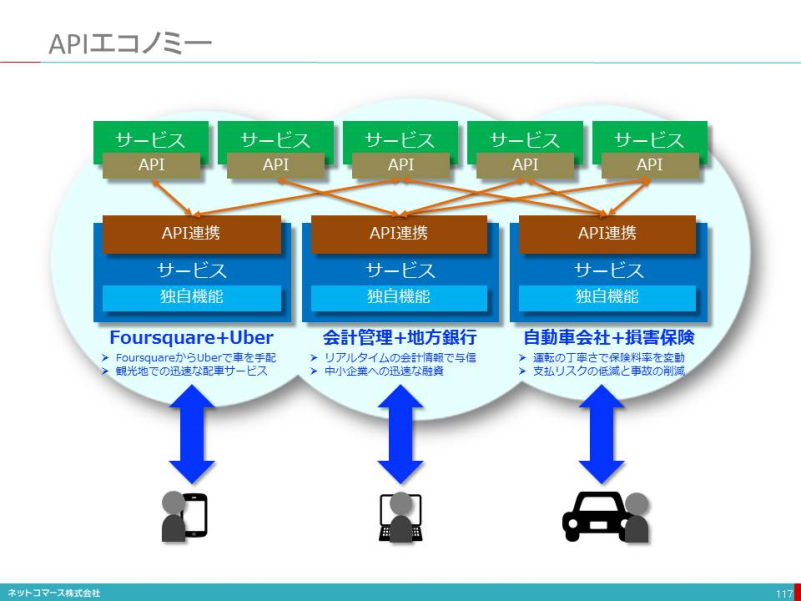 APIエコノミー
サービス サービス サービス サービス サービス
API API API API API
API連携 API連携 API連携
サービス サービス サービス
独自機能 独自機能 独自機能
Foursquare+Uber 会計管理+地方銀行 自動車会社+損害保険
➤ FoursquareからUberで車を手配 ➤ リアルタイムの会計情報で与信 ➤ 運転の丁寧さで保険料率を変動
➤ 観光地での迅速な配車サービス ➤ 中小企業への迅速な融資 ➤ 支払リスクの低減と事故の削減
ネットコマース株式会社 117